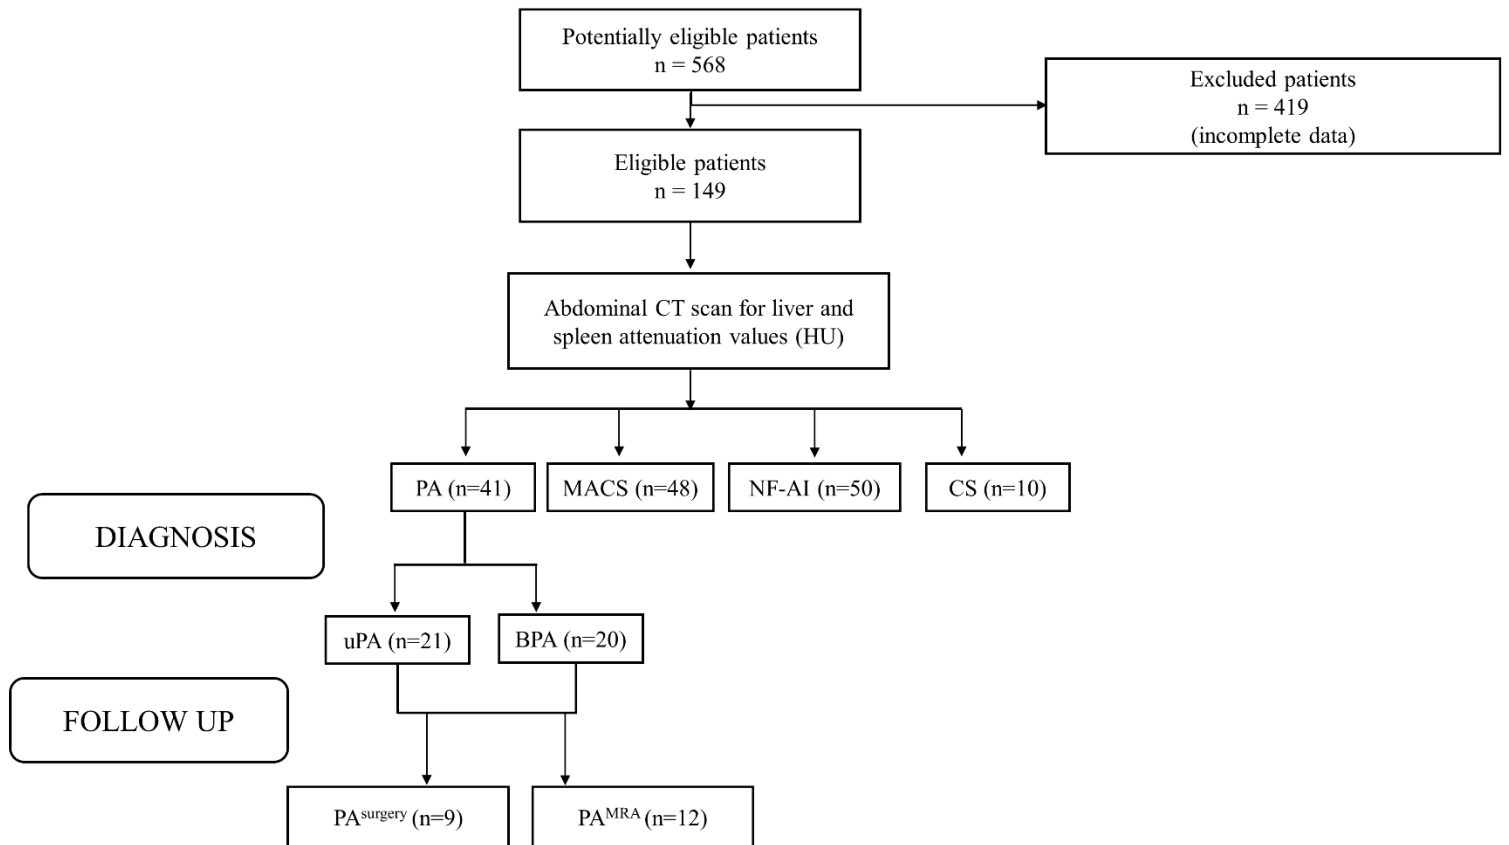 Potentially eligible patients
n = 568
Excluded patients
n = 419
(incomplete data)
Eligible patients
n = 149
Abdominal CT scan for liver and
spleen attenuation values (HU)
PA (n=41)
MACS (n=48)
NF-AI (n=50)
CS (n=10)
DIAGNOSIS
uPA (n=21)
BPA (n=20)
FOLLOW UP
PAsurgery (n=9)
PAMRA (n=12)